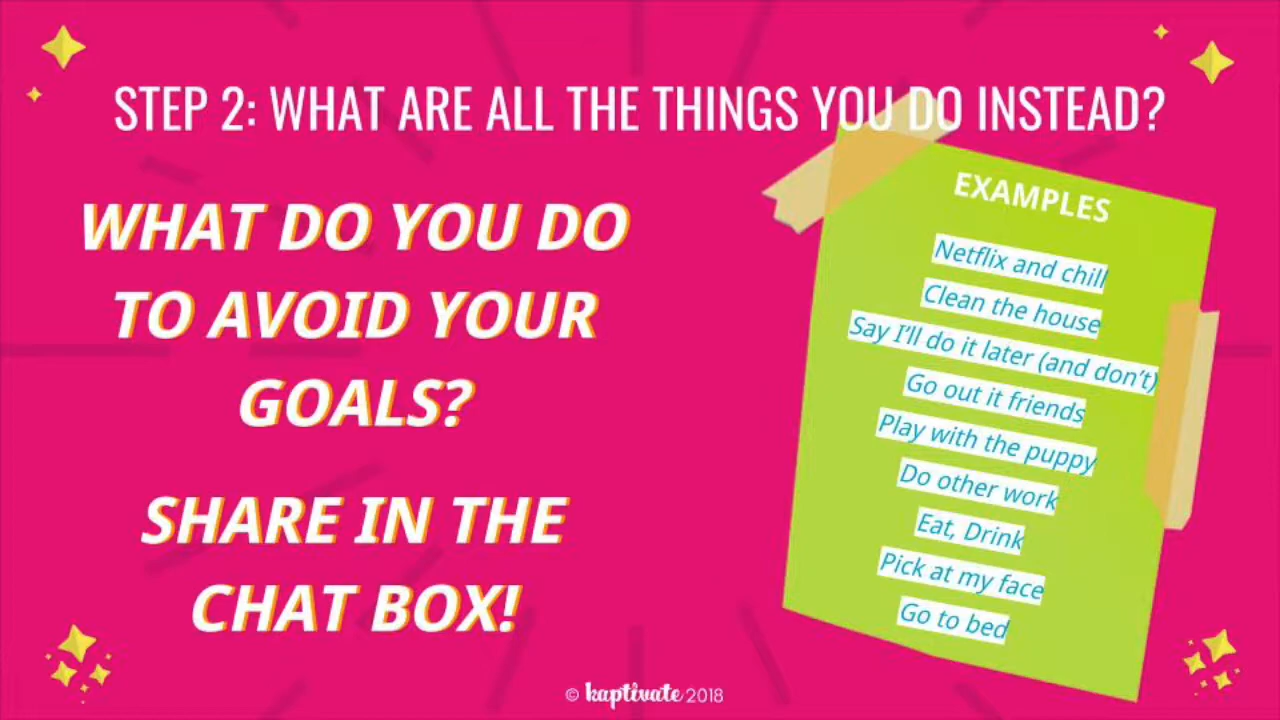 STEP 2: WHAT ARE ALL THE THINGS YOU DO INSTEAD?
WHAT DO YOU DO
TO AVOID YOUR
GOALS?
SHARE IN THE
CHAT BOX!
EXAMPLES
Netflix and chill
Clean the house
Say I'll do it later (and don't)
Go out it friends
Play with the puppy
Do other work
Eat, Drink
Pick at my face
Go to bed
© kaptivate 2018